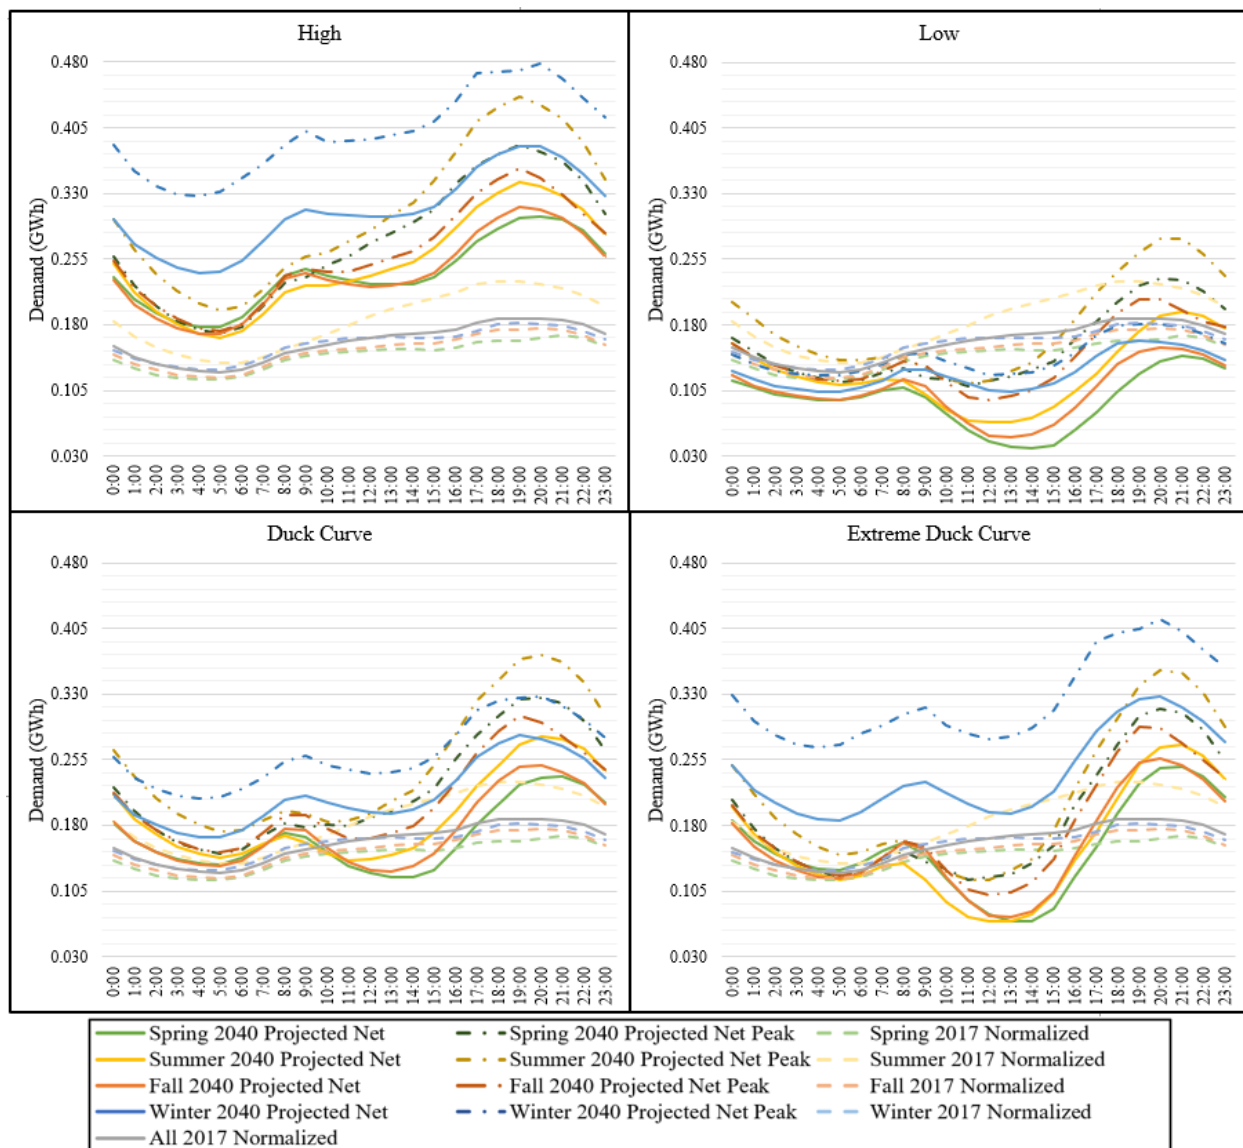 High
Low
Demand (GWh)
0.480
0.405
0.330
0.255
0.180
0.105
0.030
0:00 1:00 2:00 3:00 4:00 5:00 6:00 7:00 8:00 9:00 10:00 11:00 12:00 13:00 14:00 15:00 16:00 17:00 18:00 19:00 20:00 21:00 22:00 23:00
Demand (GWh)
0.480
0.405
0.330
0.255
0.180
0.105
0.030
0:00 1:00 2:00 3:00 4:00 5:00 6:00 7:00 8:00 9:00 10:00 11:00 12:00 13:00 14:00 15:00 16:00 17:00 18:00 19:00 20:00 21:00 22:00 23:00
Duck Curve
Extreme Duck Curve
Demand (GWh)
0.480
0.405
0.330
0.255
0.180
0.105
0.030
0:00 1:00 2:00 3:00 4:00 5:00 6:00 7:00 8:00 9:00 10:00 11:00 12:00 13:00 14:00 15:00 16:00 17:00 18:00 19:00 20:00 21:00 22:00 23:00
Demand (GWh)
0.480
0.405
0.330
0.255
0.180
0.105
0.030
0:00 1:00 2:00 3:00 4:00 5:00 6:00 7:00 8:00 9:00 10:00 11:00 12:00 13:00 14:00 15:00 16:00 17:00 18:00 19:00 20:00 21:00 22:00 23:00
Spring 2040 Projected Net
Spring 2040 Projected Net Peak
Spring 2017 Normalized
Summer 2040 Projected Net
Summer 2040 Projected Net Peak
Summer 2017 Normalized
Fall 2040 Projected Net
Fall 2040 Projected Net Peak
Fall 2017 Normalized
Winter 2040 Projected Net
Winter 2040 Projected Net Peak
Winter 2017 Normalized
All 2017 Normalized